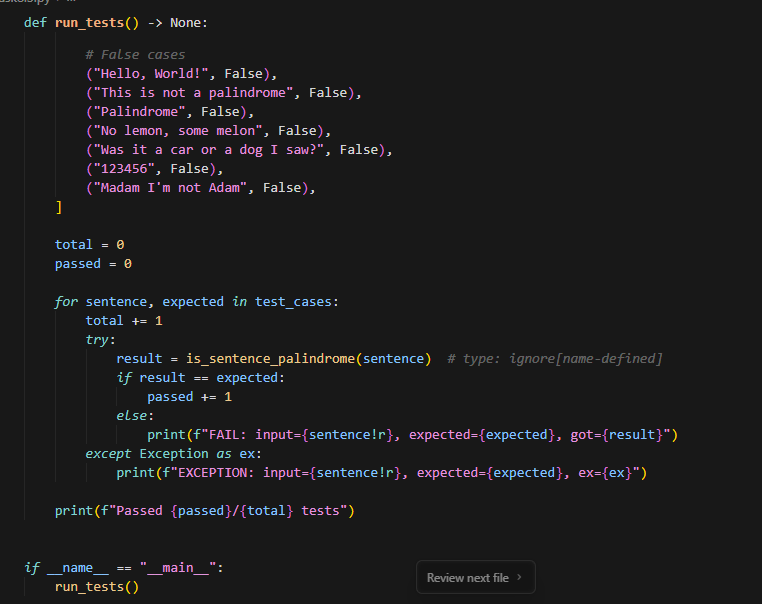 def run_tests() -> None:
# False cases
("Hello, World!", False),
("This is not a palindrome", False),
("Palindrome", False),
("No lemon, some melon", False),
("Was it a car or a dog I saw?", False),
("123456", False),
("Madam I'm not Adam", False),
]
total = 0
passed = 0
for sentence, expected in test_cases:
total += 1
try:
result = is_sentence_palindrome(sentence)  # type: ignore[name-defined]
if result == expected:
passed += 1
else:
print(f"FAIL: input={sentence!r}, expected={expected}, got={result}")
except Exception as ex:
print(f"EXCEPTION: input={sentence!r}, expected={expected}, ex={ex}")
print(f"Passed {passed}/{total} tests")
if __name__ == "__main__":
run_tests()
Review next file >